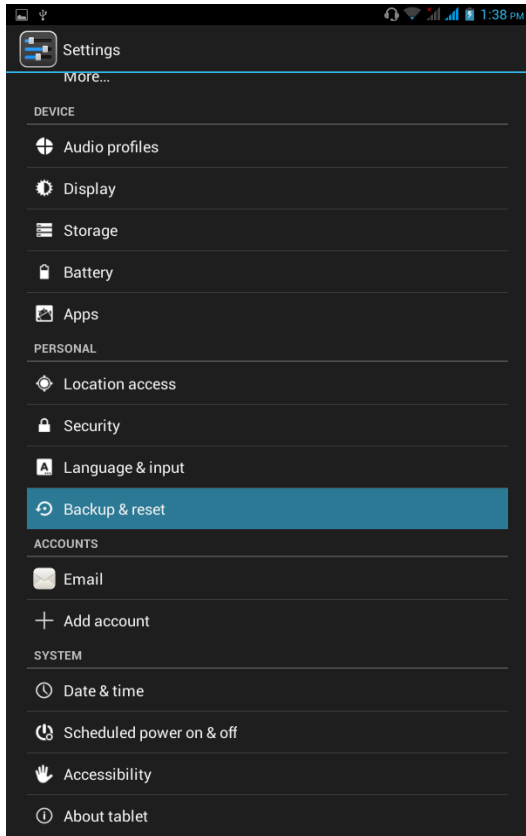 1:38 PM
Settings
More...
DEVICE
Audio profiles
Display
Storage
Battery
Apps
PERSONAL
Location access
Security
Language & input
Backup & reset
ACCOUNTS
Email
Add account
SYSTEM
Date & time
Scheduled power on & off
Accessibility
About tablet